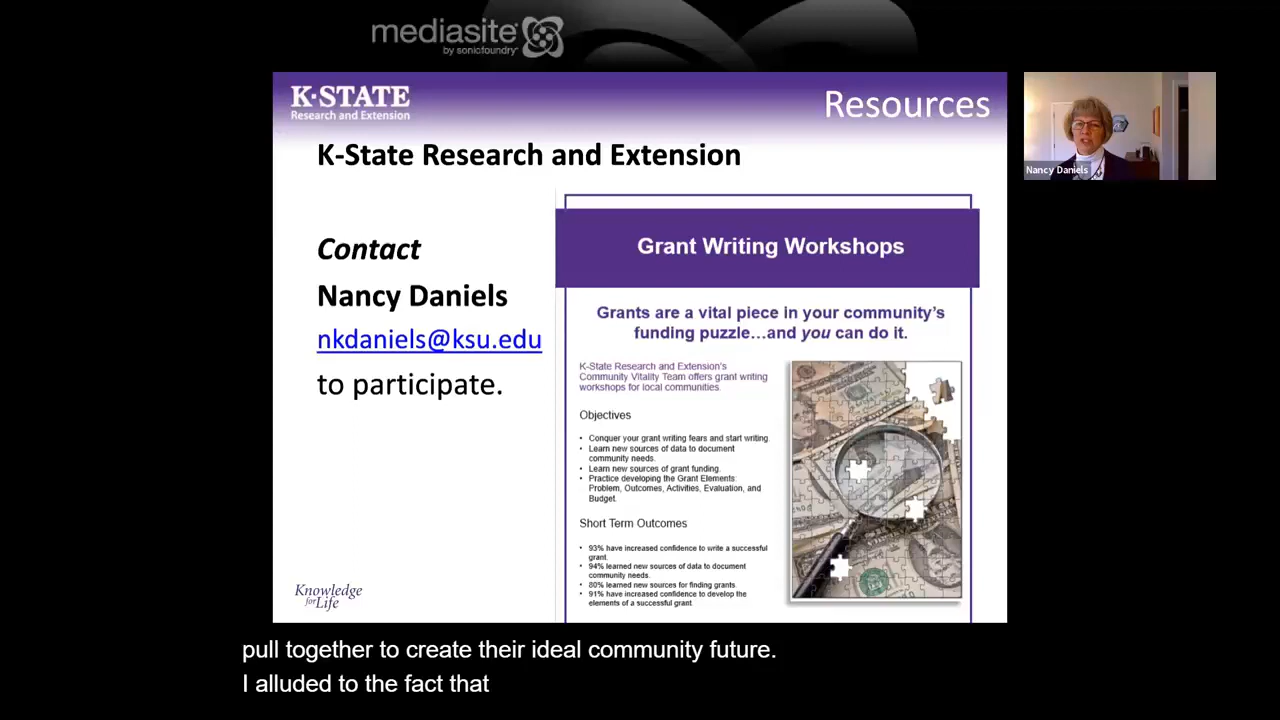 mediasite
by sonicfoundry
K-STATE
Research and Extension
Resources
K-State Research and Extension
Contact
Nancy Daniels
nkdaniels@ksu.edu
to participate.
Grant Writing Workshops
Grants are a vital piece in your community's
funding puzzle…and you can do it.
K-State Research and Extension's
Community Vitality Team offers grant writing
workshops for local communities.
Objectives
• Conquer your grant writing fears and start writing.
• Learn new sources of data to document
community needs.
• Learn new sources of grant funding.
• Practice developing the Grant Elements:
Problem, Outcomes, Activities, Evaluation, and
Budget.
Short Term Outcomes
• 93% have increased confidence to write a successful
grant.
• 94% learned new sources of data to document
community needs.
• 80% learned new sources for finding grants.
• 91% have increased confidence to develop the
elements of a successful grant
Knowledge
for Life
Nancy Daniels
pull together to create their ideal community future.
I alluded to the fact that